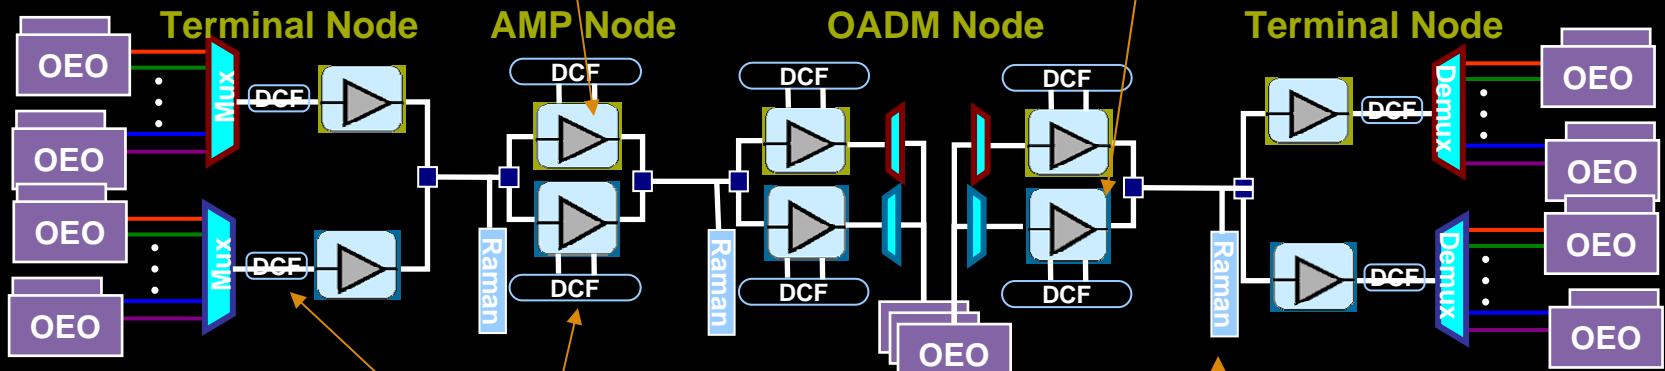 Terminal Node
AMP Node
OADM Node
Terminal Node
OEO
Mux
DCF
OEO
OEO
Mux
DCF
OEO
DCF
Raman
DCF
DCF
Raman
DCF
DCF
DCF
OEO
Raman
DCF
Demux
OEO
OEO
DCF
Demux
OEO
OEO